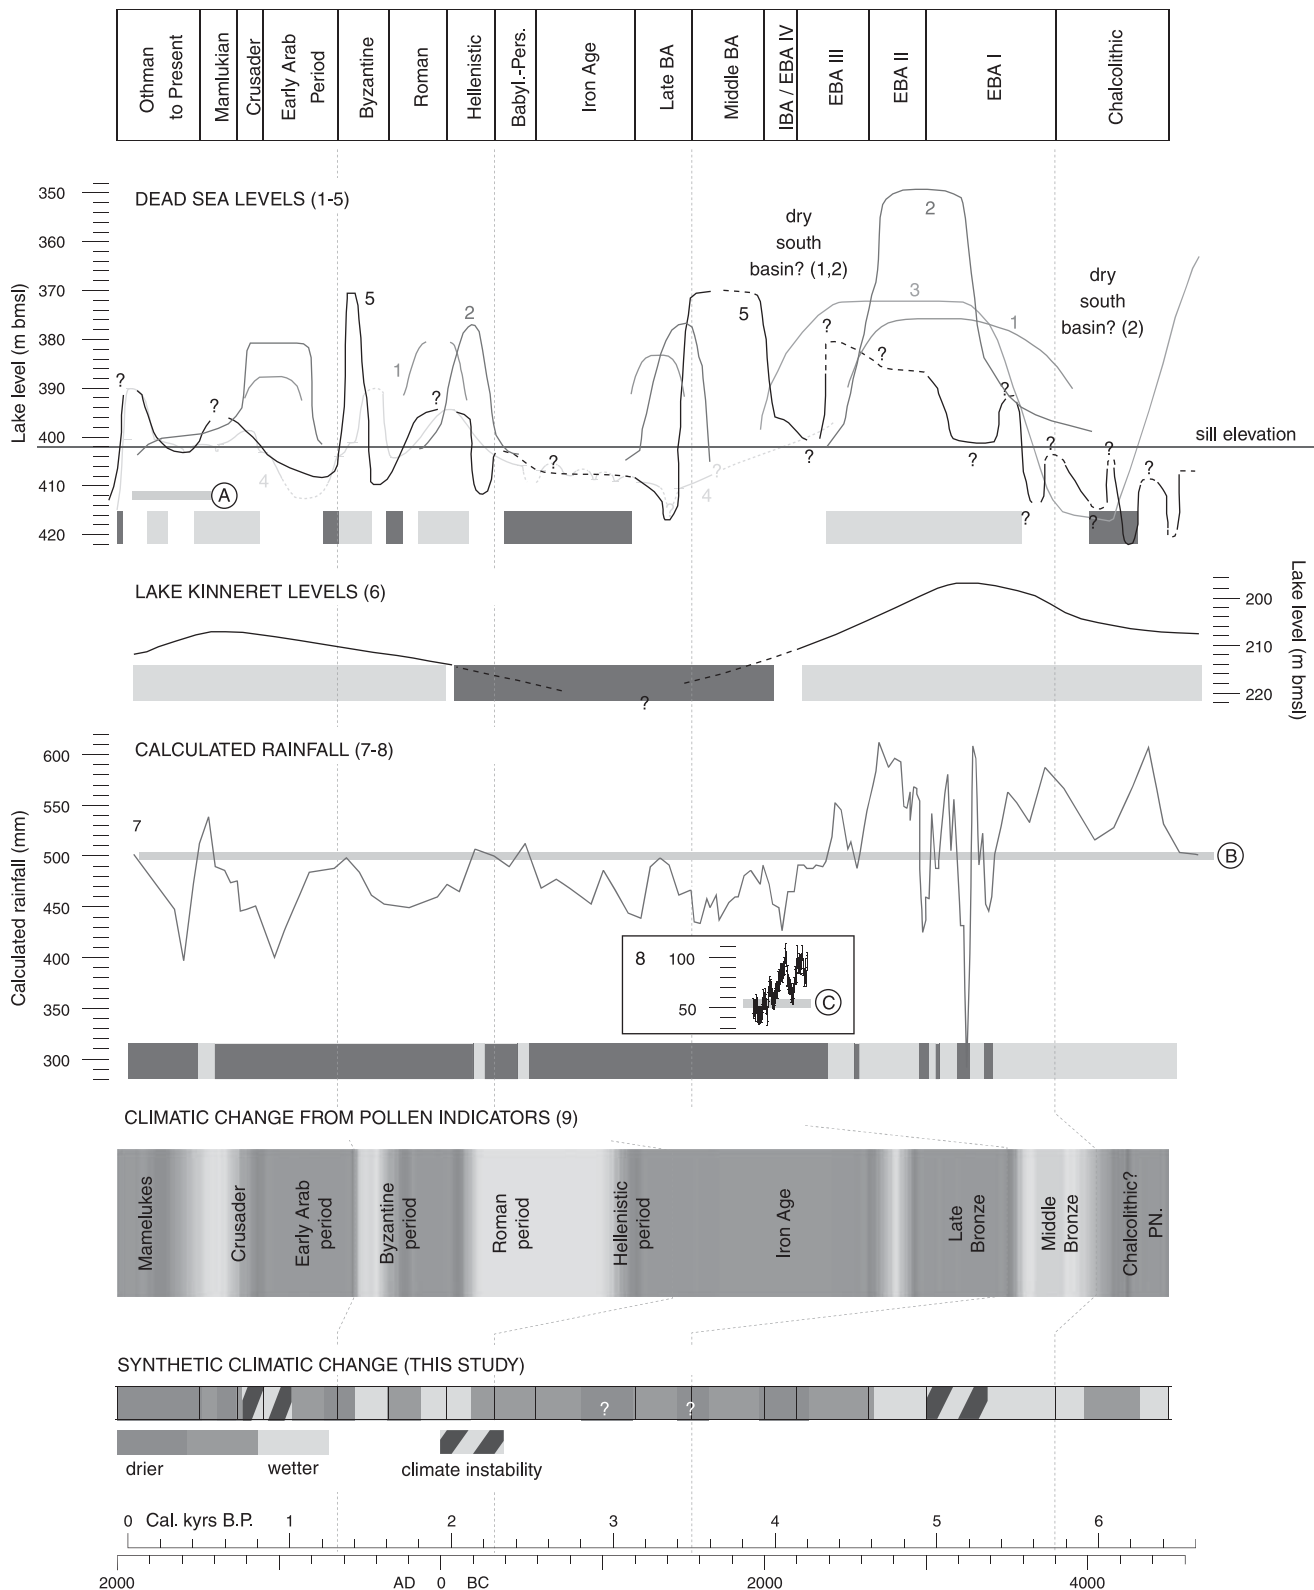 Othman
to Present
Mamlukian
Crusader
Early Arab
Period
Byzantine
Roman
Hellenistic
Babyl.-Pers.
Iron Age
Late BA
Middle BA
IBA / EBA IV
EBA III
EBA II
EBA I
Chalcolithic
DEAD SEA LEVELS (1-5)
Lake level (m bmsl)
350
360
370
380
390
400
410
420
dry
south
basin? (1,2)
dry
south
basin? (2)
sill elevation
?
?
4
A
5
1
2
?
?
?
4
?
5
?
?
?
2
3
1
?
?
?
?
?
?
?
LAKE KINNERET LEVELS (6)
?
200
210
220
Lake level (m bmsl)
CALCULATED RAINFALL (7-8)
Calculated rainfall (mm)
600
550
500
450
400
350
300
7
B
8
100
50
C
CLIMATIC CHANGE FROM POLLEN INDICATORS (9)
Mamelukes
Crusader
Early Arab
period
Byzantine
period
Roman
period
Hellenistic
period
Iron Age
Late
Bronze
Middle
Bronze
Chalcolithic?
PN.
SYNTHETIC CLIMATIC CHANGE (THIS STUDY)
? ?
drier wetter climate instability
0 Cal. kyrs B.P. 1 2 3 4 5 6
2000 AD 0 BC 2000 4000